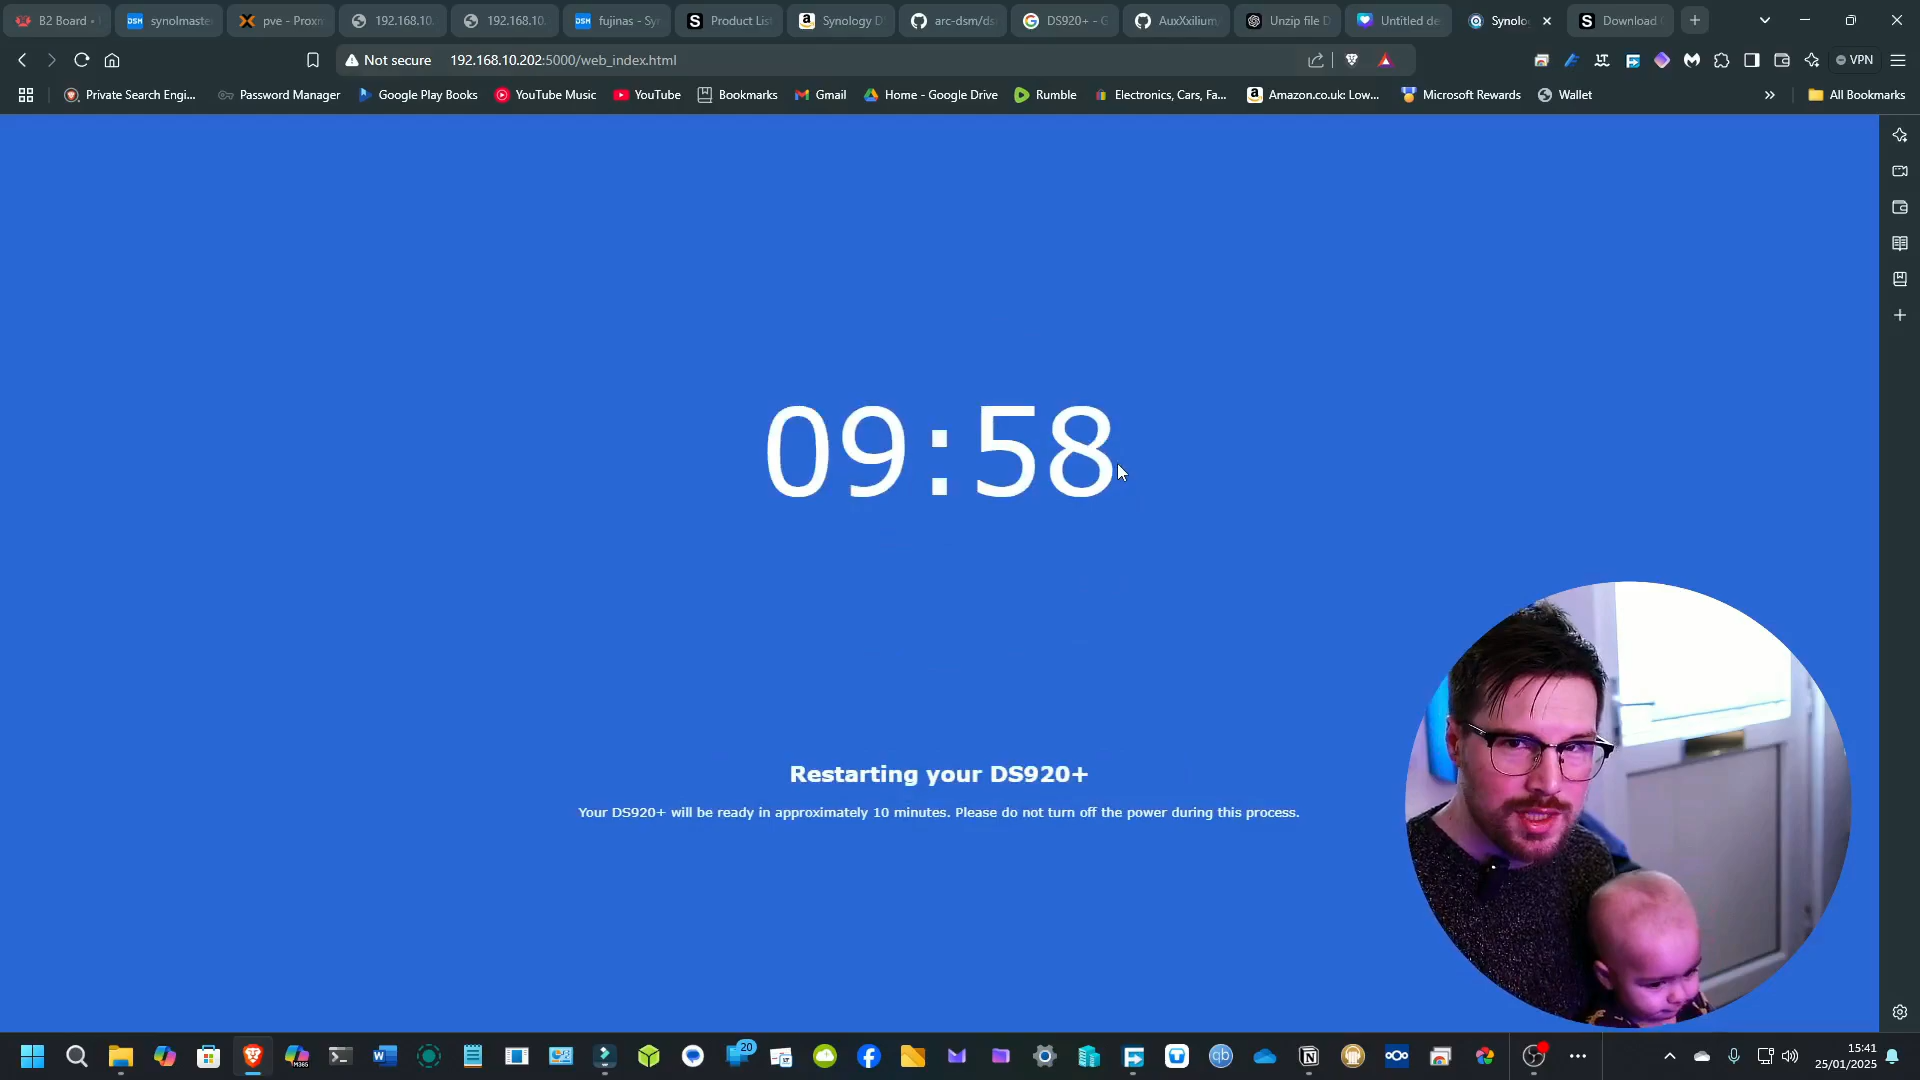 B2 Board •
synolmaste
pve - Proxm
192.168.10.
192.168.10.
fujinas - Sy
Product List
Synology D
arc-dsm/ds
DS920+ - G
AuxXxilium
Unzip file D
Untitled de
Synolo
Download
Not secure 192.168.10.202:5000/web_index.html
VPN
Private Search Engi...
Password Manager
Google Play Books
YouTube Music
YouTube
Bookmarks
Gmail
Home - Google Drive
Rumble
Electronics, Cars, Fa...
Amazon.co.uk: Low...
Microsoft Rewards
Wallet
All Bookmarks
09:58
Restarting your DS920+
Your DS920+ will be ready in approximately 10 minutes. Please do not turn off the power during this process.
20
15:41
25/01/2025